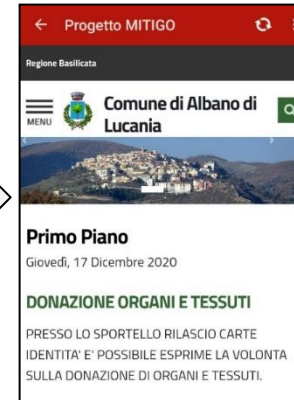 Progetto MITIGO
Regione Basilicata
MENU
Comune di Albano di
Lucania
Primo Piano
Giovedì, 17 Dicembre 2020
DONAZIONE ORGANI E TESSUTI
PRESSO LO SPORTELLO RILASCIO CARTE
IDENTITA' E' POSSIBILE ESPRIME LA VOLONTA
SULLA DONAZIONE DI ORGANI E TESSUTI.